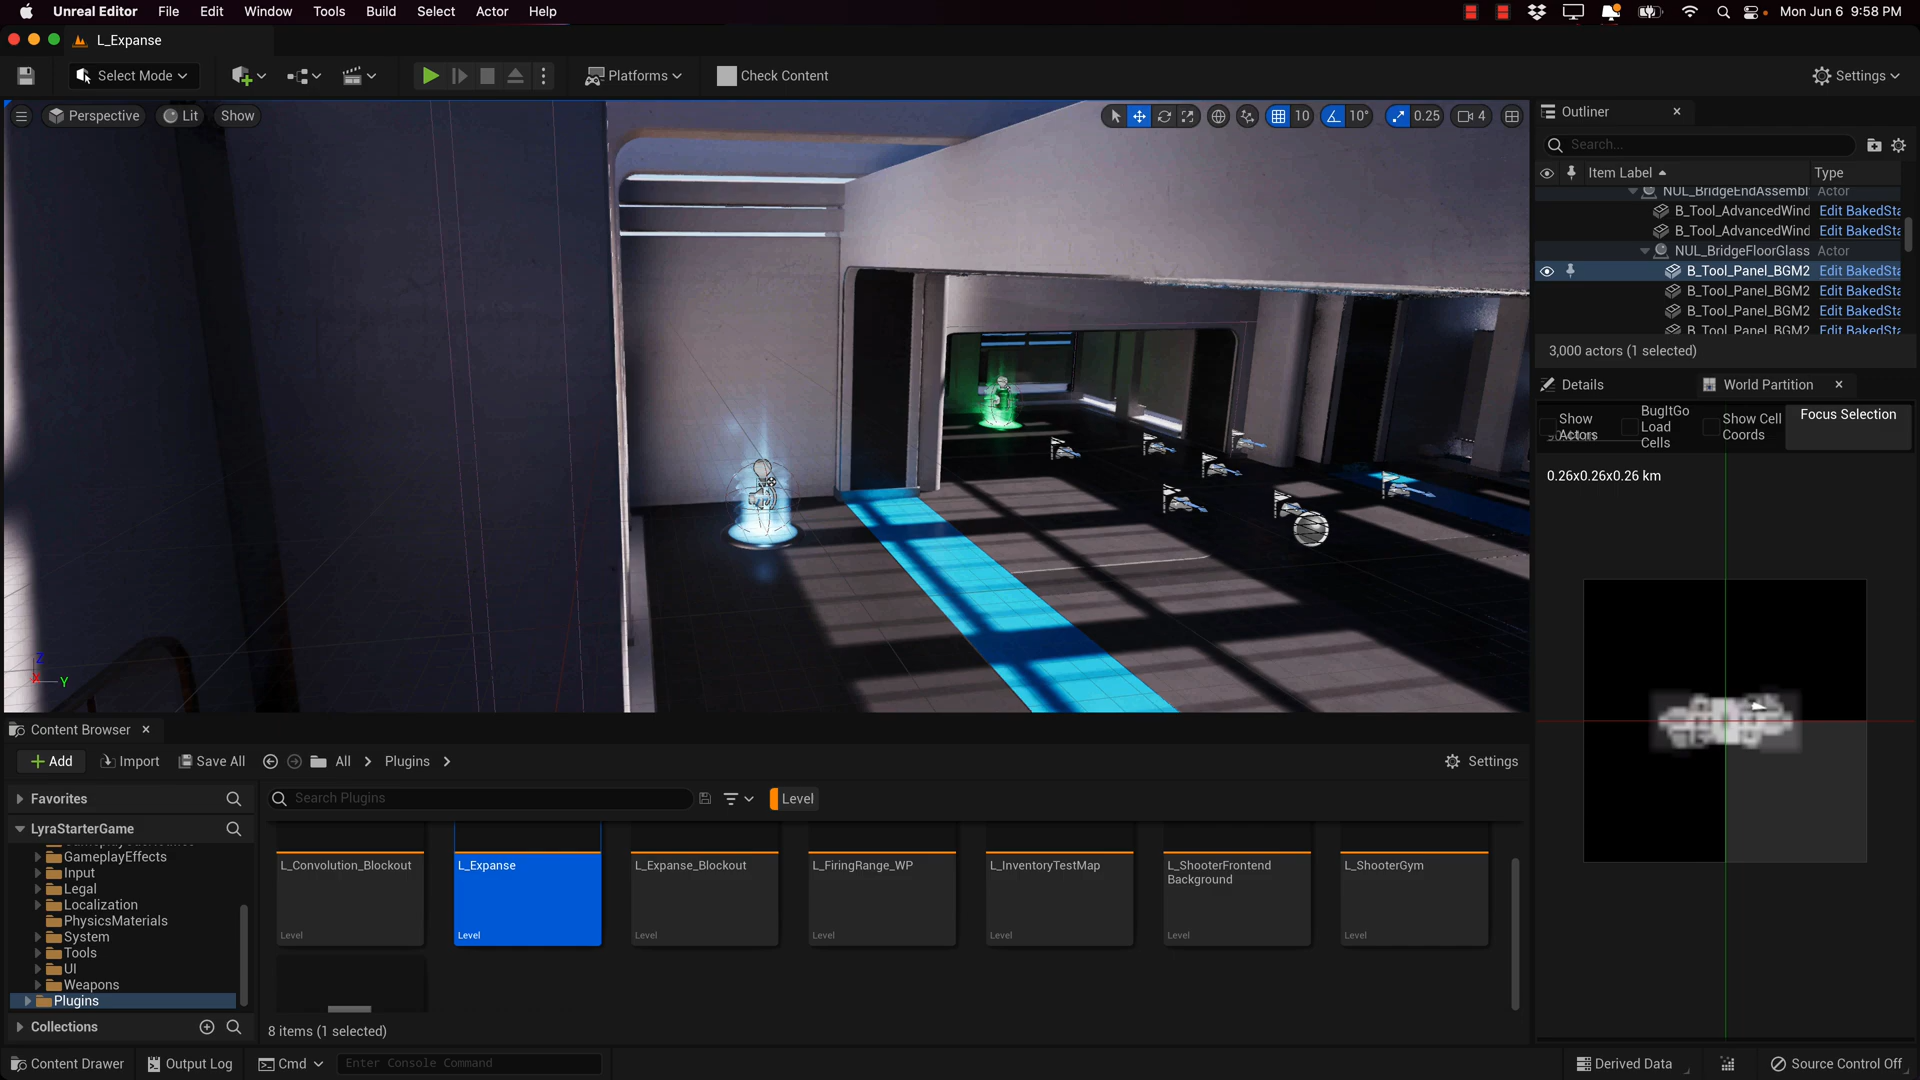 Unreal Editor File Edit Window Tools Build Select Actor Help
Mon Jun 6 9:58 PM
L_Expanse
Select Mode
Platforms
Check Content
Settings
Perspective
Lit
Show
10
10°
0.25
4
Outliner
Search...
Item Label
Type
NUL_BridgeEndAssembl Actor
B_Tool_AdvancedWind Edit BakedSta
B_Tool_AdvancedWind Edit BakedSta
NUL_BridgeFloorGlass Actor
B_Tool_Panel_BGM2 Edit BakedSta
B_Tool_Panel_BGM2 Edit BakedSta
B_Tool_Panel_BGM2 Edit BakedSta
B_Tool_Panel_BGM2 Edit BakedSta
3,000 actors (1 selected)
Details
World Partition
Show Actors
BugItGo Load Cells
Show Cell Coords
Focus Selection
0.26x0.26x0.26 km
Z
X
Y
Content Browser
Add
Import
Save All
All
Plugins
Settings
Favorites
Search Plugins
Level
LyraStarterGame
GameplayEffects
Input
Legal
Localization
PhysicsMaterials
System
Tools
UI
Weapons
Plugins
Collections
L_Convolution_Blockout
Level
L_Expanse
Level
L_Expanse_Blockout
Level
L_FiringRange_WP
Level
L_InventoryTestMap
Level
L_ShooterFrontend
Background
Level
L_ShooterGym
Level
8 items (1 selected)
Content Drawer
Output Log
Cmd
Enter Console Command
Derived Data
Source Control Off